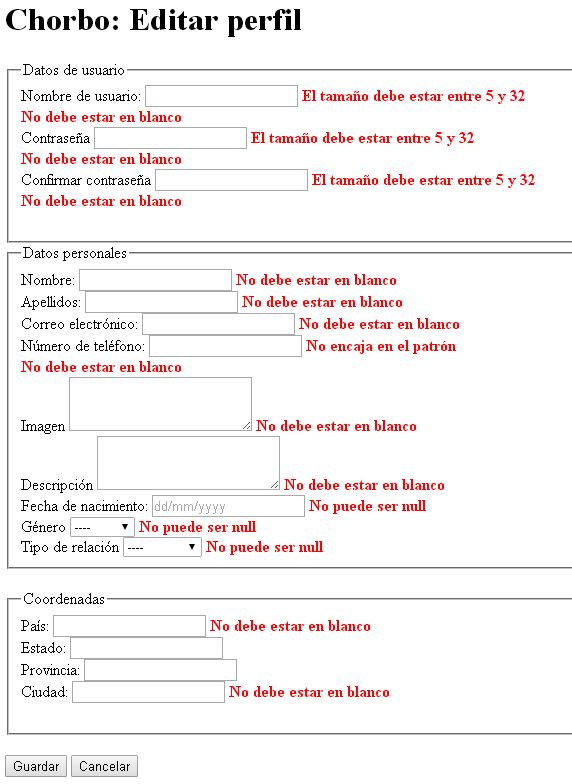 Chorbo: Editar perfil
Datos de usuario
Nombre de usuario: El tamaño debe estar entre 5 y 32
No debe estar en blanco
Contraseña El tamaño debe estar entre 5 y 32
No debe estar en blanco
Confirmar contraseña El tamaño debe estar entre 5 y 32
No debe estar en blanco
Datos personales
Nombre: No debe estar en blanco
Apellidos: No debe estar en blanco
Correo electrónico: No debe estar en blanco
Número de teléfono: No encaja en el patrón
No debe estar en blanco
Imagen No debe estar en blanco
Descripción No debe estar en blanco
Fecha de nacimiento: dd/mm/yyyy No puede ser null
Género ---- No puede ser null
Tipo de relación ---- No puede ser null
Coordenadas
País: No debe estar en blanco
Estado:
Provincia:
Ciudad: No debe estar en blanco
Guardar Cancelar